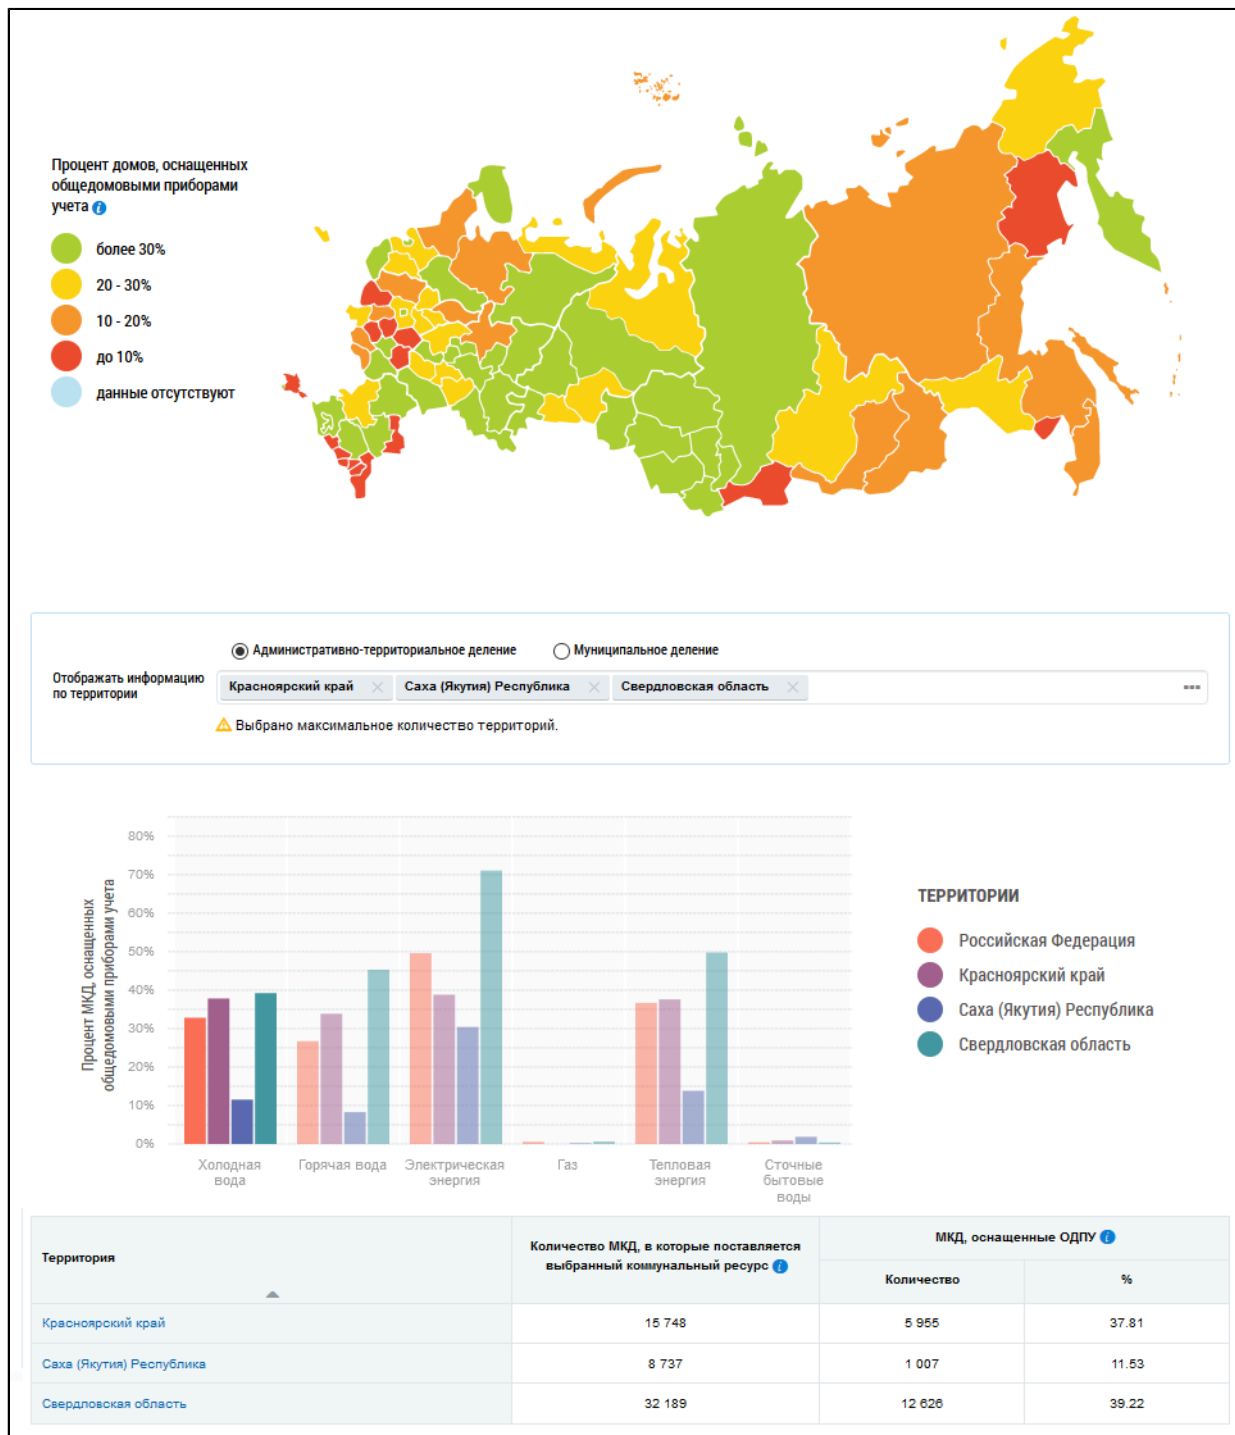 Процент домов, оснащенных
общедомовыми приборами
учета
более 30%
20 - 30%
10 - 20%
до 10%
данные отсутствуют
Административно-территориальное деление
Муниципальное деление
Отображать информацию
по территории
Красноярский край
Саха (Якутия) Республика
Свердловская область
Выбрано максимальное количество территорий.
Процент МКД, оснащенных
общедомовыми приборами учета
80%
70%
60%
50%
40%
30%
20%
10%
0%
Холодная
вода
Горячая вода
Электрическая
энергия
Газ
Тепловая
энергия
Сточные
бытовые
воды
ТЕРРИТОРИИ
Российская Федерация
Красноярский край
Саха (Якутия) Республика
Свердловская область
Территория
Количество МКД, в которые поставляется
выбранный коммунальный ресурс
МКД, оснащенные ОДПУ
Количество
%
Красноярский край 15 748 5 955 37.81
Саха (Якутия) Республика 8 737 1 007 11.53
Свердловская область 32 189 12 626 39.22